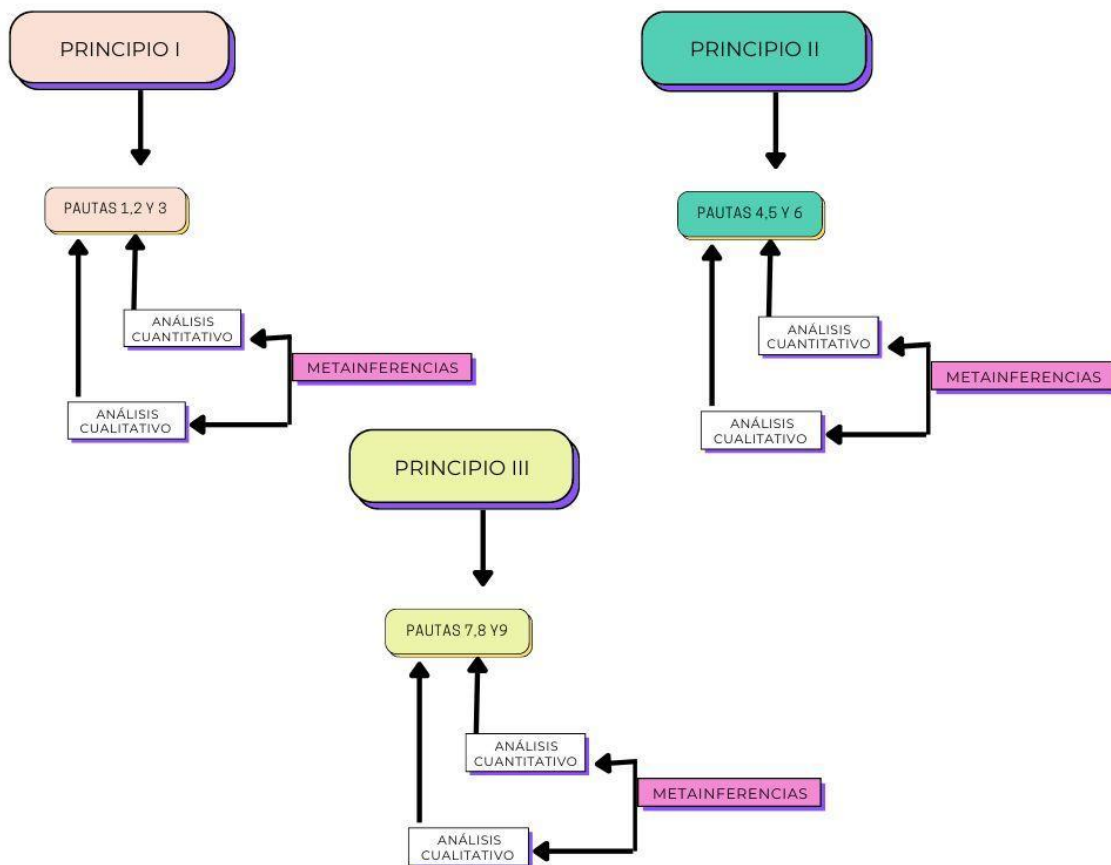 PRINCIPIO I
PAUTAS 1,2 Y 3
ANÁLISIS
CUANTITATIVO
METAINFERENCIAS
ANÁLISIS
CUALITATIVO
PRINCIPIO II
PAUTAS 4,5 Y 6
ANÁLISIS
CUANTITATIVO
METAINFERENCIAS
ANÁLISIS
CUALITATIVO
PRINCIPIO III
PAUTAS 7,8 Y9
ANÁLISIS
CUANTITATIVO
METAINFERENCIAS
ANÁLISIS
CUALITATIVO